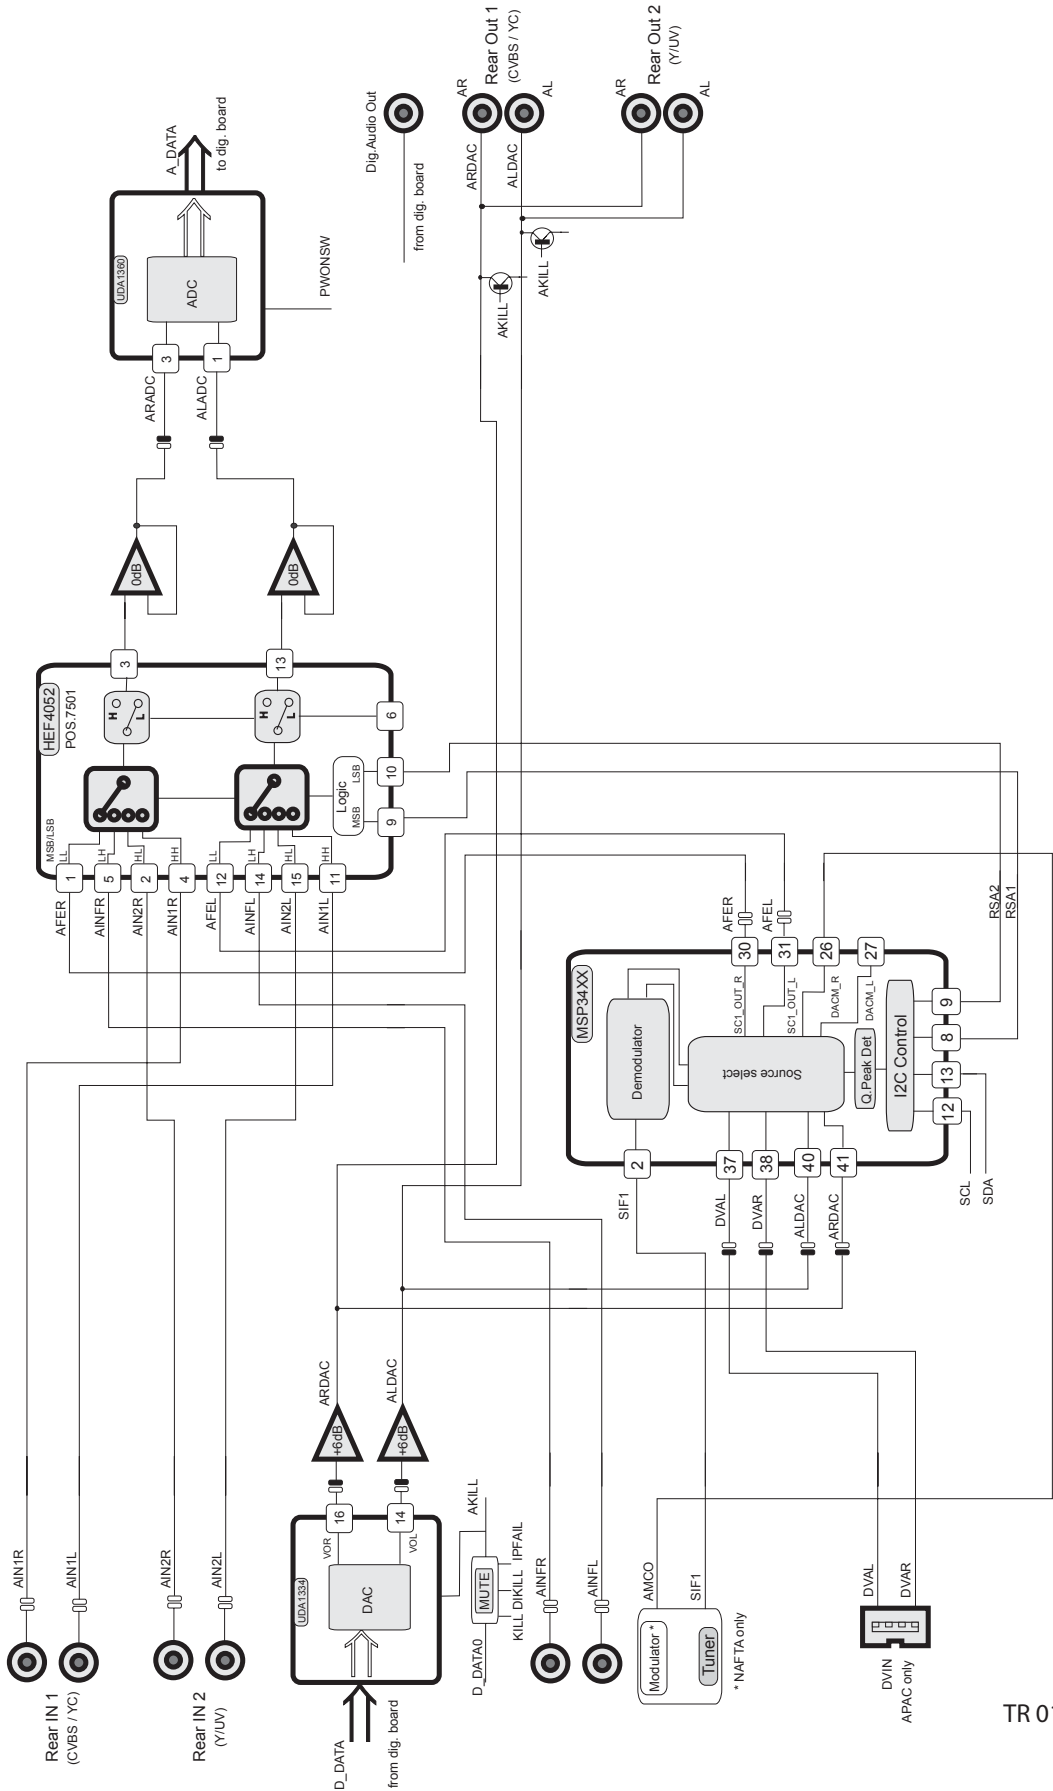 Rear IN 1
(CVBS / YC)
AIN1R
AIN1L
Rear IN 2
(Y/UV)
AIN2R
AIN2L
D_DATA
from dig. board
UDA1334
DAC
VOR
VOL
16
14
+6dB
+6dB
ARDAC
ALDAC
D_DATA0
MUTE
KILL DIKILL IPFAIL
AKILL
AINFR
AINFL
Modulator *
Tuner
* NAFTA only
AMCO
SIF1
DVIN
APAC only
DVAL
DVAR
HEF4052
POS.7501
MSB/LSB
AFER
1
LL
AINFR
5
LH
AIN2R
2
HL
AIN1R
4
HH
AFEL
12
LL
AINFL
14
LH
AIN2L
15
HL
AIN1L
11
HH
H
L
H
L
Logic
MSB
LSB
9
10
6
3
13
0dB
0dB
ARADC
ALADC
3
1
UDA1360
ADC
PWONSW
A_DATA
to dig. board
MSP34XX
Demodulator
Source select
Q.Peak Det
I2C Control
SIF1
2
DVAL
37
DVAR
38
ALDAC
40
ARDAC
41
SC1_OUT_R
30
AFER
SC1_OUT_L
31
AFEL
DACM_R
26
DACM_L
27
12
13
8
9
SCL
SDA
RSA2
RSA1
Dig.Audio Out
from dig. board
AKILL
AKILL
ARDAC
ALDAC
AR
Rear Out 1
(CVBS / YC)
AL
AR
Rear Out 2
(Y/UV)
AL